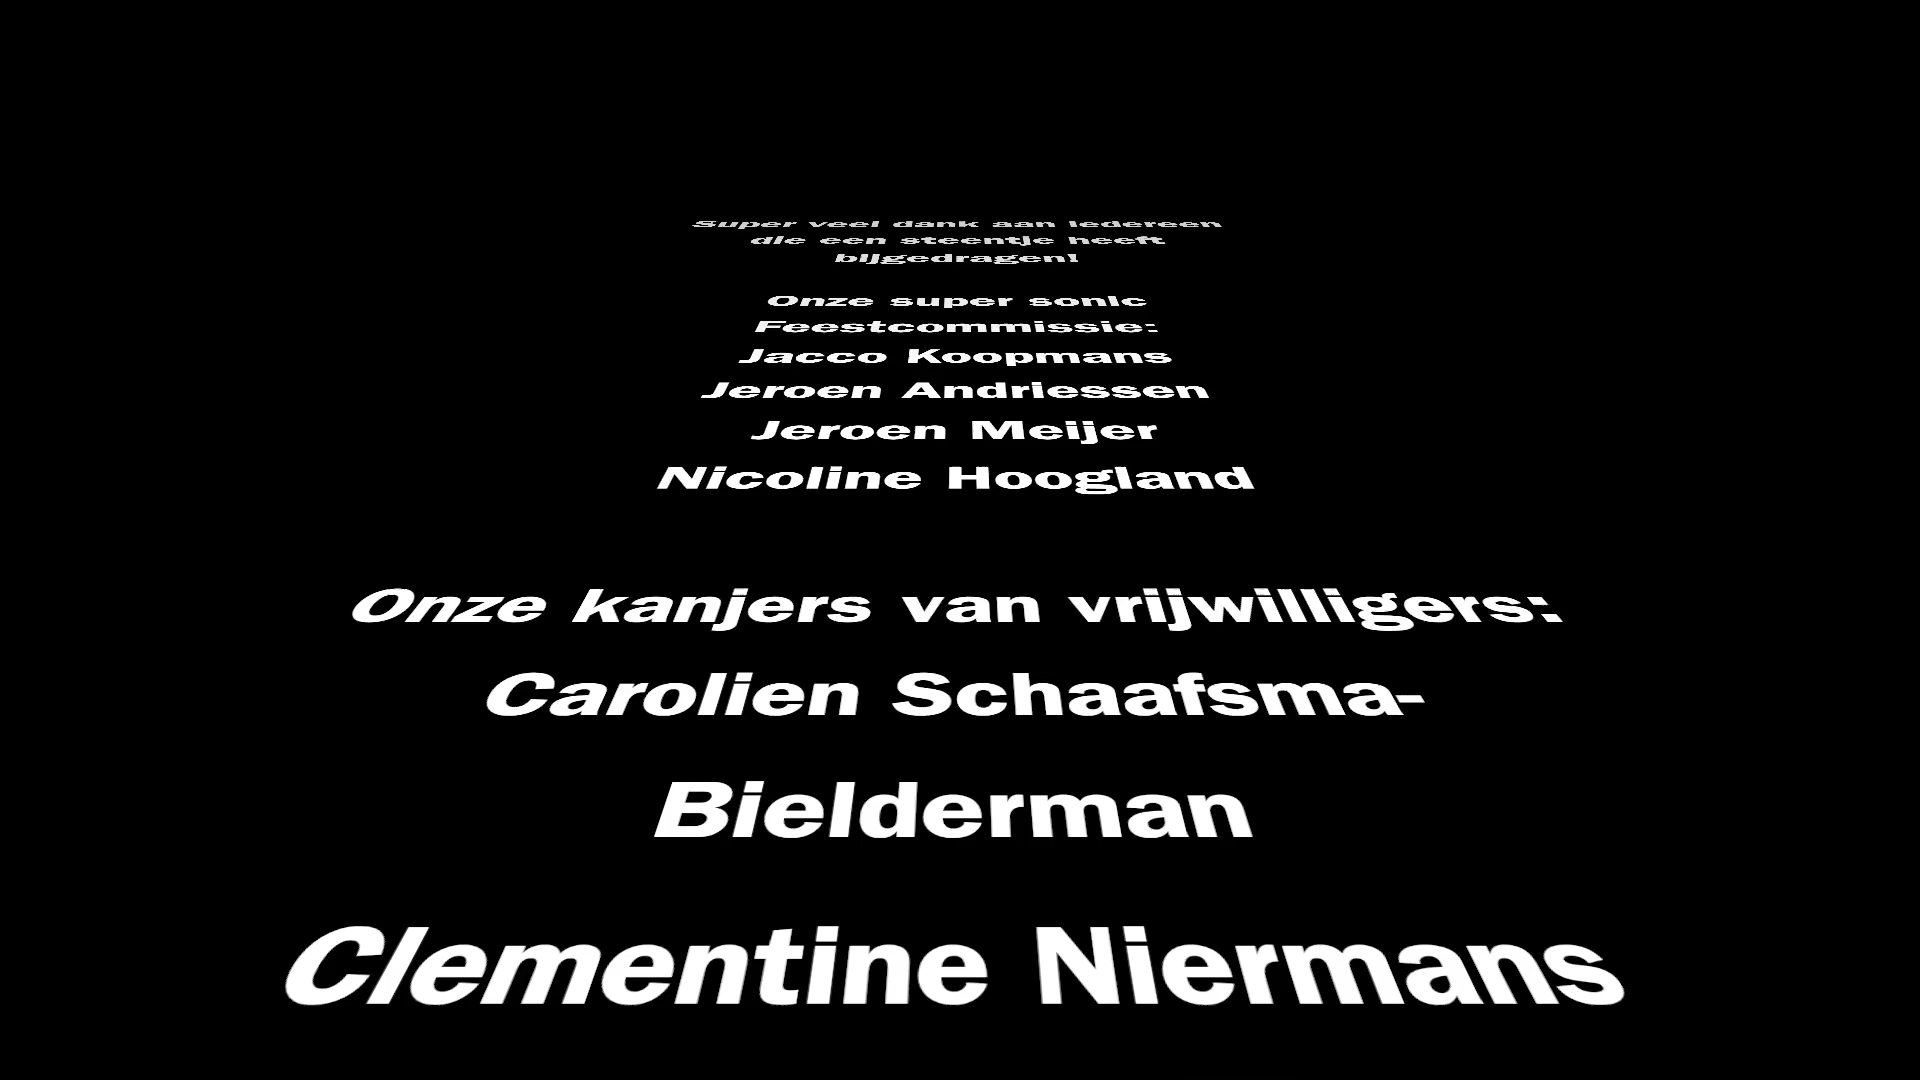 Super veel dank aan iedereen
die een steentje heeft
bijgedragen!
Onze super sonic
Feestcommissie:
Jacco Koopmans
Jeroen Andriessen
Jeroen Meijer
Nicoline Hoogland
Onze kanjers van vrijwilligers:
Carolien Schaafsma-
Bielderman
Clementine Niermans